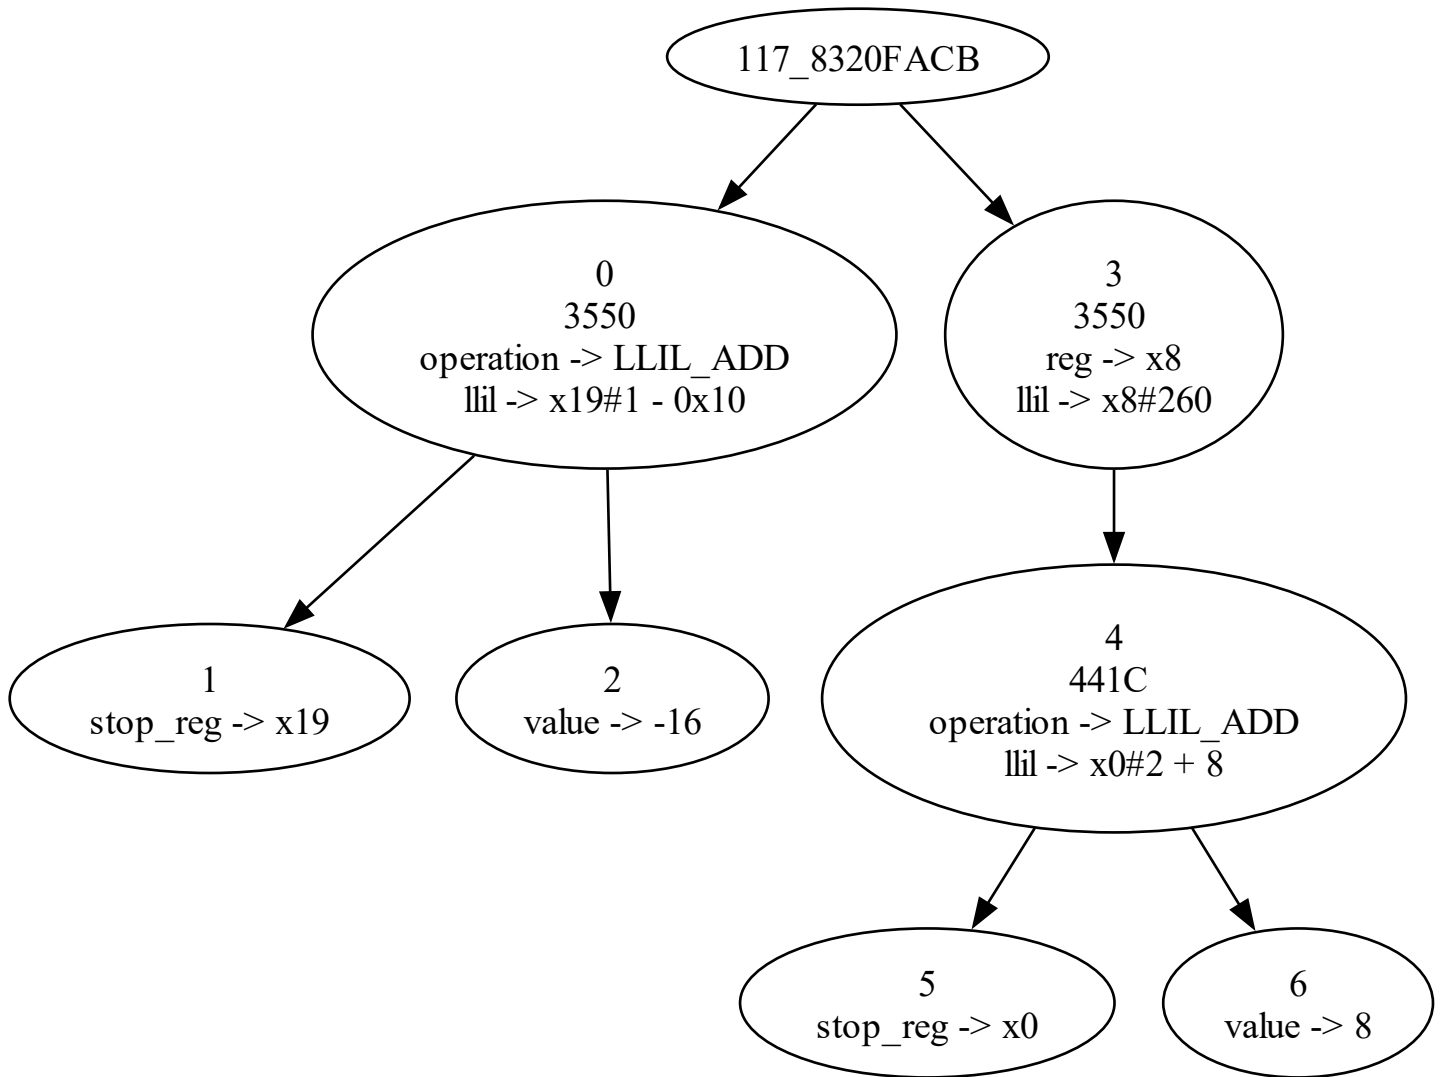 117_8320FACB
0
3550
operation -> LLIL_ADD
llil -> x19#1 - 0x10
3
3550
reg -> x8
llil -> x8#260
1
stop_reg -> x19
2
value -> -16
4
441C
operation -> LLIL_ADD
llil -> x0#2 + 8
5
stop_reg -> x0
6
value -> 8